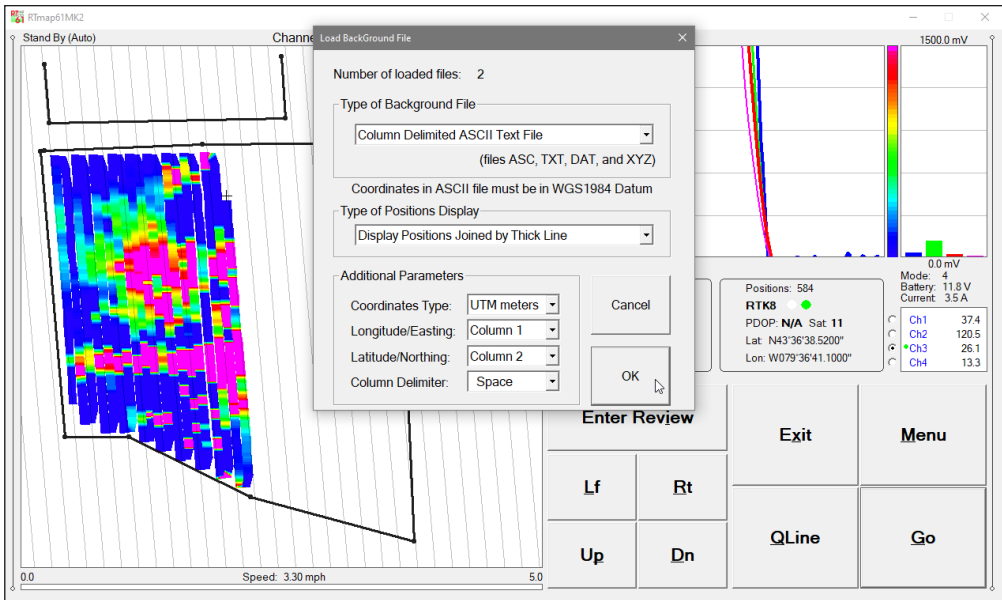 RTmap61MK2
Stand By (Auto)
Channe
1500.0 mV
Load BackGround File
Number of loaded files: 2
Type of Background File
Column Delimited ASCII Text File
(files ASC, TXT, DAT, and XYZ)
Coordinates in ASCII file must be in WGS1984 Datum
Type of Positions Display
Display Positions Joined by Thick Line
Additional Parameters
Coordinates Type: UTM meters
Longitude/Easting: Column 1
Latitude/Northing: Column 2
Column Delimiter: Space
Cancel
OK
0.0 mV
Mode: 4
Battery: 11.8 V
Current: 3.5 A
Positions: 584
RTK8
PDOP: N/A Sat 11
Lat: N43°36'38.5200"
Lon: W079°36'41.1000"
Ch1 37.4
Ch2 120.5
Ch3 26.1
Ch4 13.3
Enter Review
Exit
Menu
Lf
Rt
Up
Dn
QLine
Go
0.0
Speed: 3.30 mph
5.0